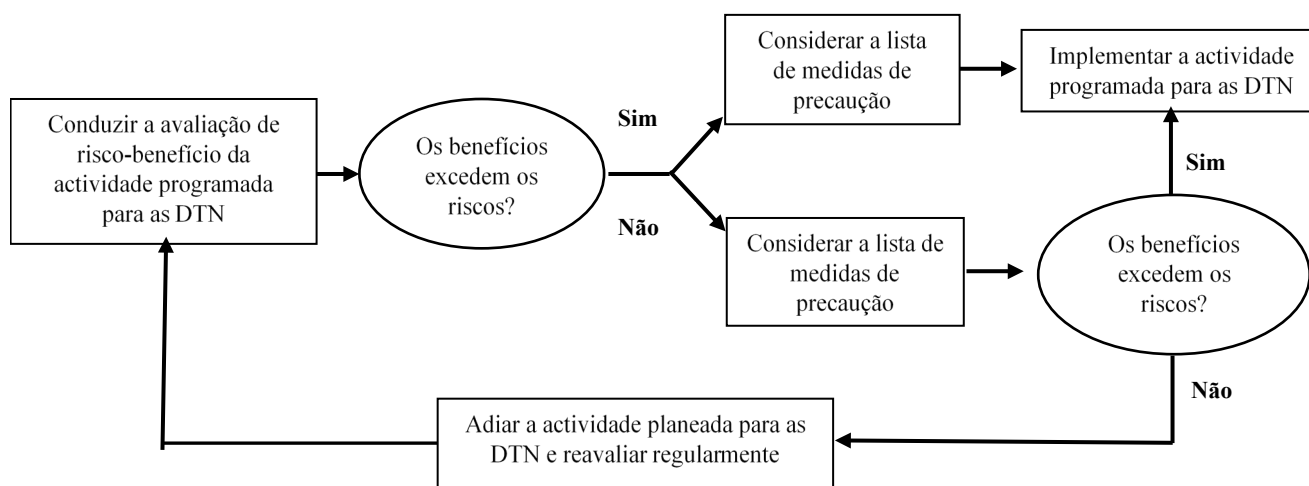 Conduzir a avaliação de
risco-benefício da
actividade programada
para as DTN
Os benefícios
excedem os
riscos?
Sim
Não
Considerar a lista
de medidas de
precaução
Implementar a actividade
programada para as DTN
Considerar a lista de
medidas de
precaução
Os benefícios
excedem os
riscos?
Sim
Não
Adiar a actividade planeada para as
DTN e reavaliar regularmente